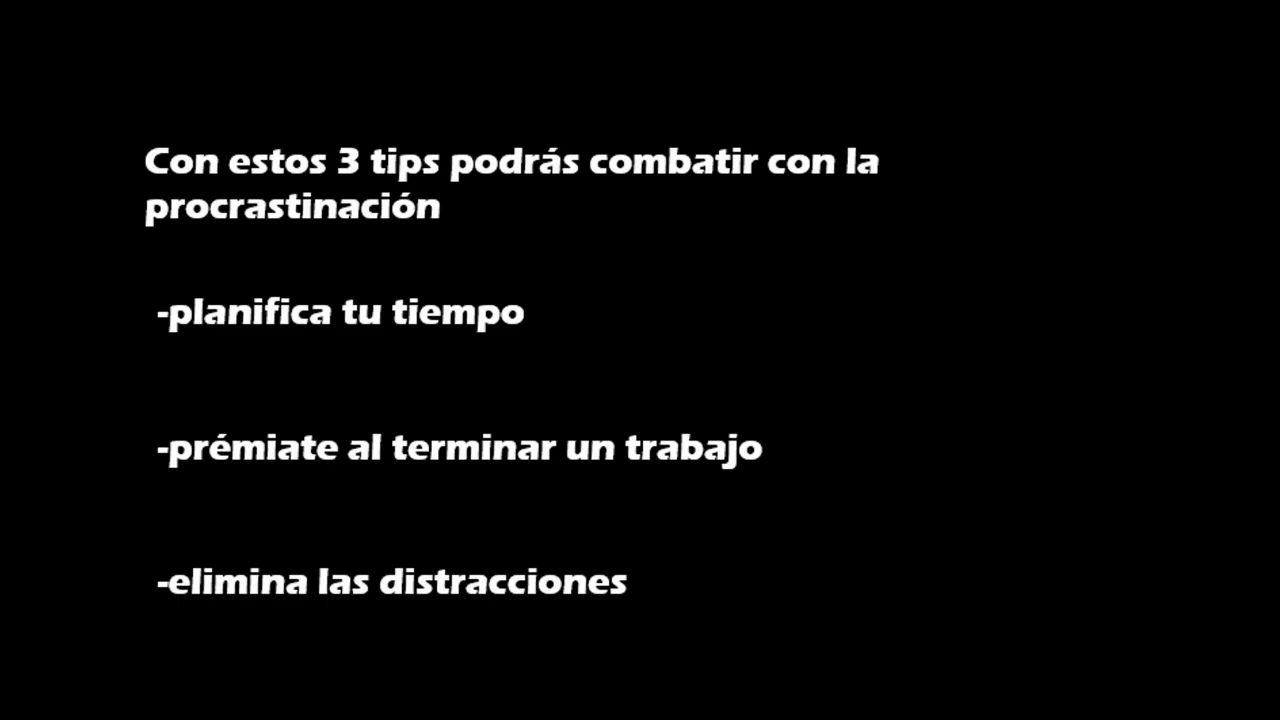 Con estos 3 tips podrás combatir con la
procrastinación
-planifica tu tiempo
-prémiate al terminar un trabajo
-elimina las distracciones